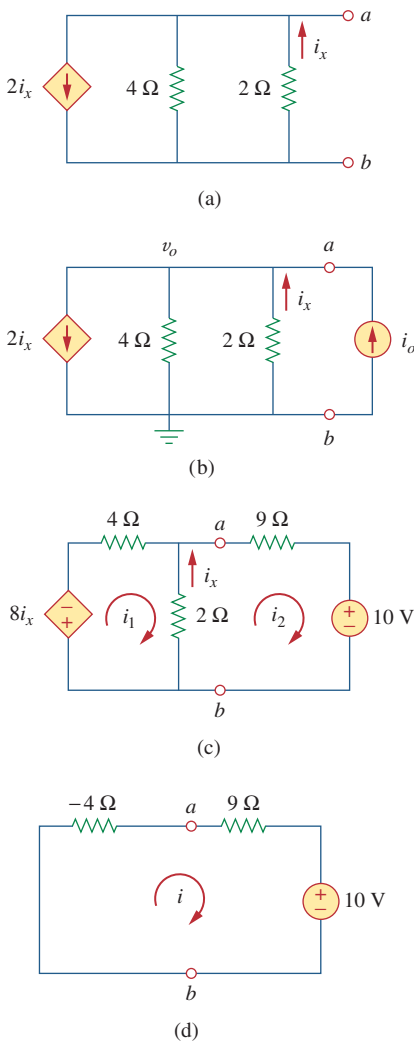 a
i_x
2i_x
4 Ω
2 Ω
b
(a)
v_o
a
i_x
2i_x
4 Ω
2 Ω
i_o
b
(b)
4 Ω
a
9 Ω
i_x
8i_x
− +
i_1
2 Ω
i_2
+ −
10 V
b
(c)
−4 Ω
a
9 Ω
i
+ −
10 V
b
(d)